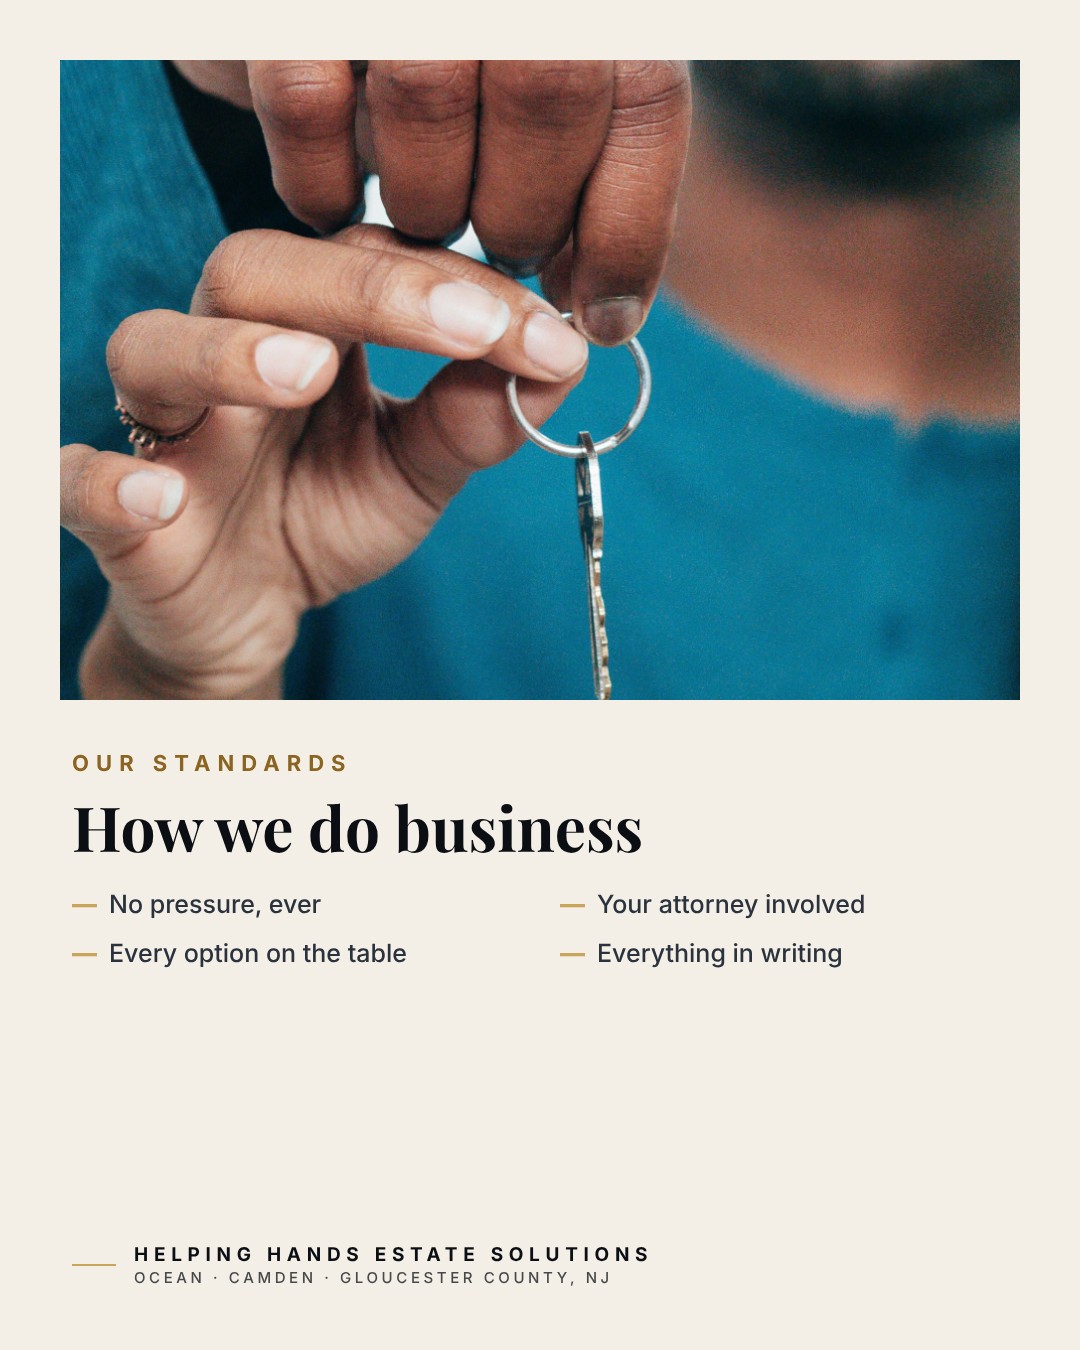 OUR STANDARDS
How we do business
— No pressure, ever
— Your attorney involved
— Every option on the table
— Everything in writing
HELPING HANDS ESTATE SOLUTIONS
OCEAN · CAMDEN · GLOUCESTER COUNTY, NJ